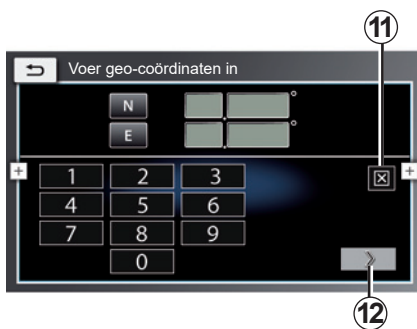 11
Voer geo-coördinaten in
N
. °
E
. °
+ +
1 2 3
4 5 6
7 8 9
0
12